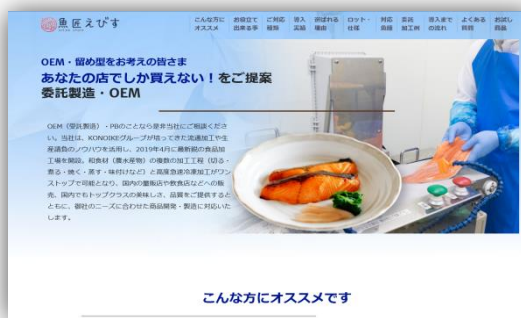 魚匠えびす
こんな方に
オススメ
お役立て
出来る事
ご対応
種類
導入
実績
選ばれる
理由
ロット・
仕様
対応
商品
委託
加工例
導入まで
の流れ
よくある
質問
お試し
商品
OEM・留め型をお考えの皆さま
あなたの店でしか買えない！をご提案
委託製造・OEM
OEM（受託製造）・PBのことなら是非当社にご相談くださ
い。当社は、KONOIKEグループが培ってきた流通加工や生
産請負のノウハウを活用し、2019年4月に最新鋭の食品加
工場を開設。和食材（農水産物）の複数の加工工程（切る・
煮る・焼く・蒸す・味付けなど）と高度急速冷凍加工がワン
ストップで可能となり、国内の量販店や飲食店などへの販
売、国内でもトップクラスの美味しさ、品質をご提供すると
ともに、御社のニーズに合わせた商品開発・製造に対応いた
します。
こんな方にオススメです